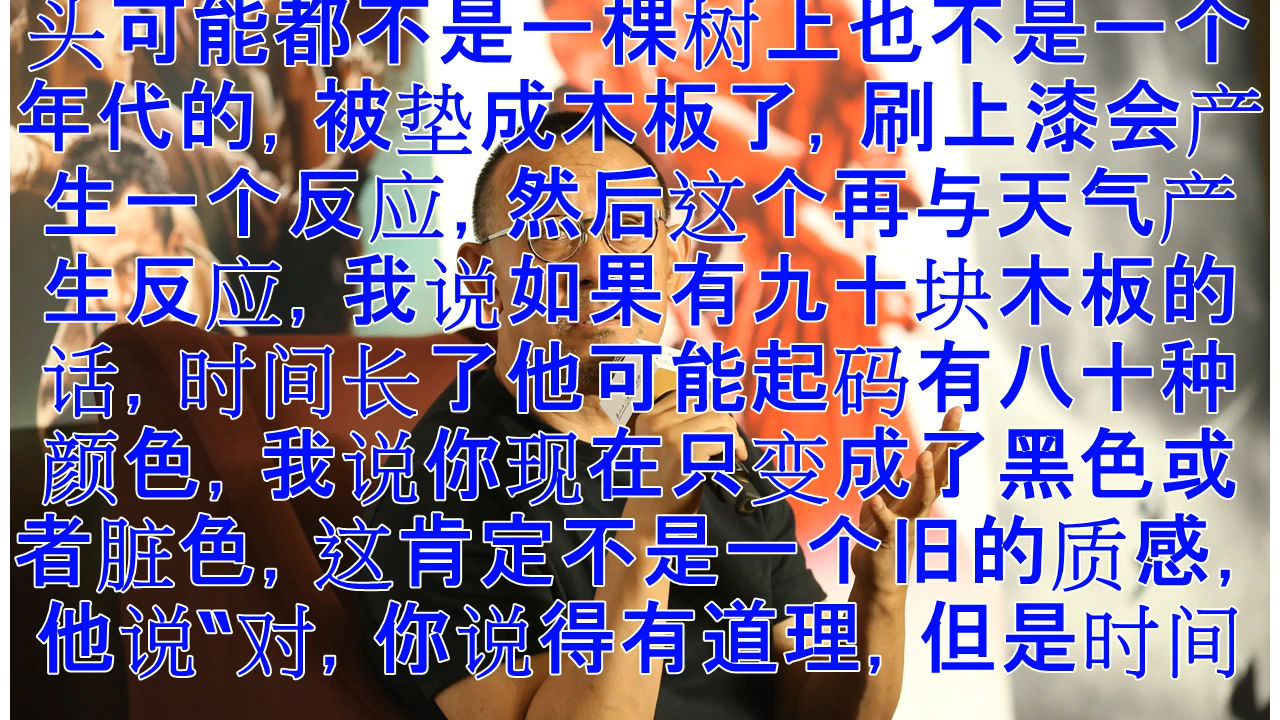 头可能都不是一棵树上也不是一个
年代的,被垫成木板了,刷上漆会产
生一个反应,然后这个再与天气产
生反应,我说如果有九十块木板的
话,时间长了他可能起码有八十种
颜色,我说你现在只变成了黑色或
者脏色,这肯定不是一个旧的质感,
他说“对,你说得有道理,但是时间